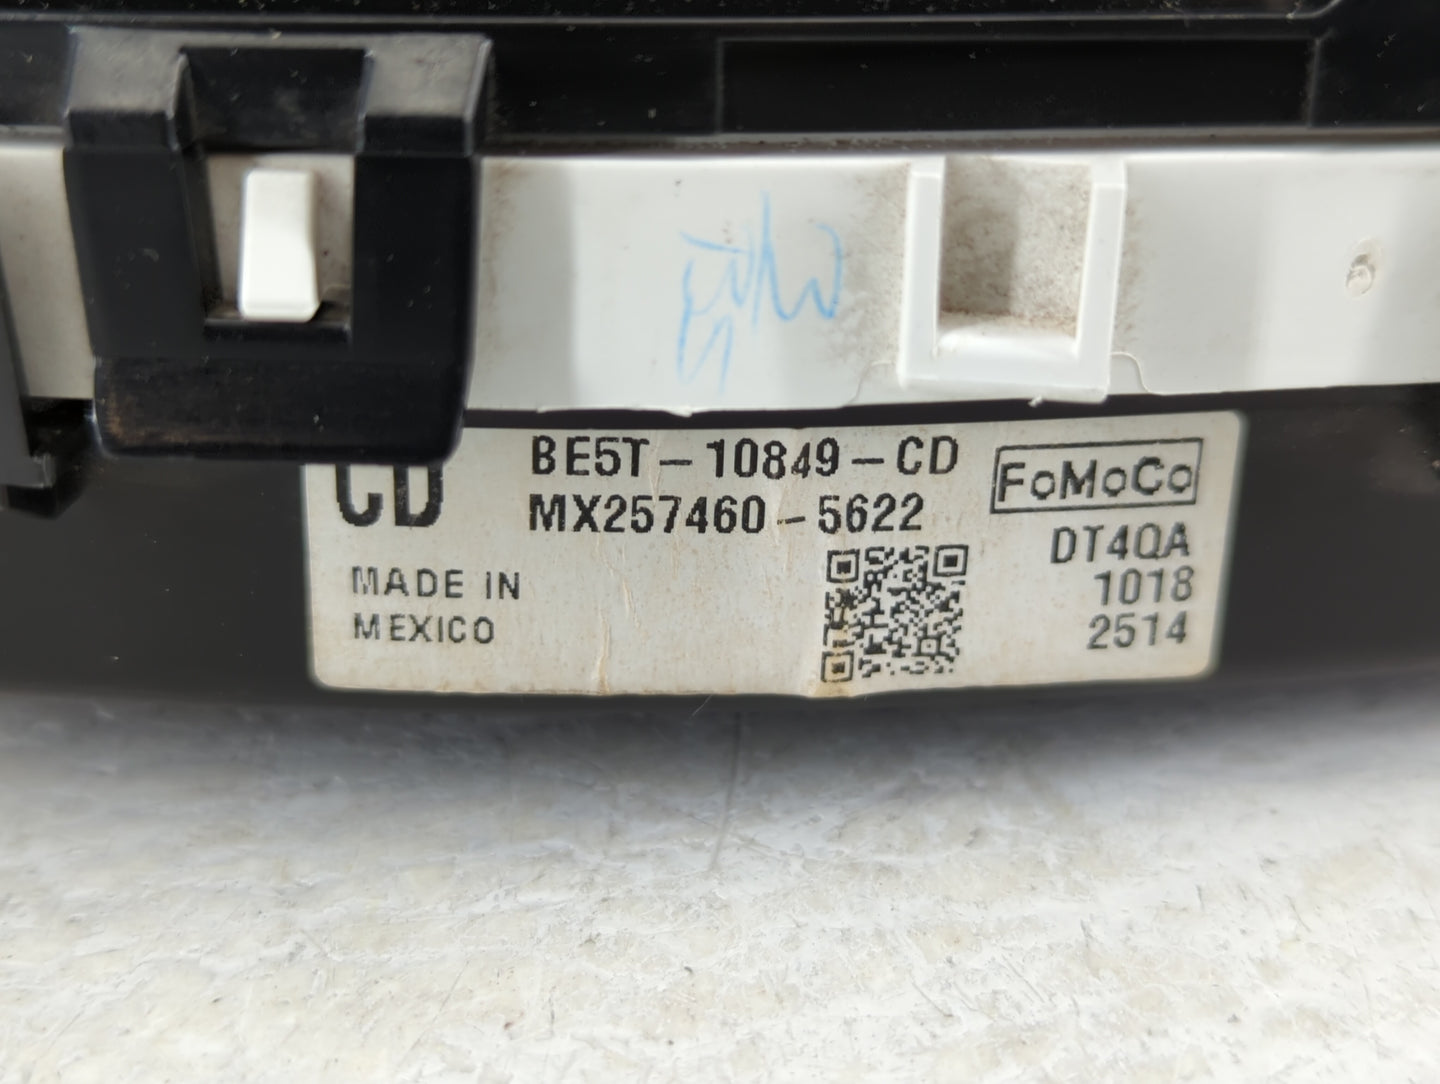 BE5T-10849-CD
CD
MX257460-5622
FoMoCo
DT4QA
MADE IN
1018
MEXICO
2514